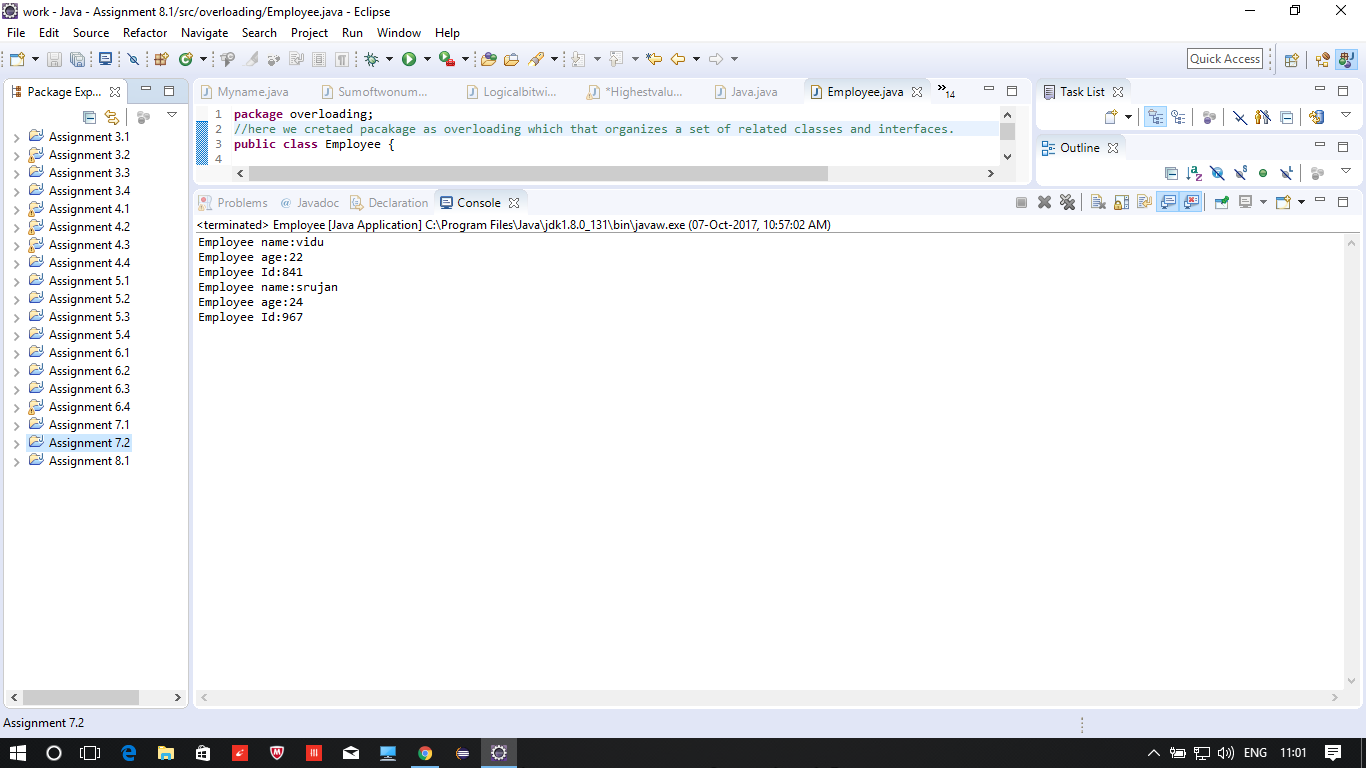 work - Java - Assignment 8.1/src/overloading/Employee.java - Eclipse
File Edit Source Refactor Navigate Search Project Run Window Help
Quick Access
Package Exp...
Myname.java
Sumoftwonum...
Logicalbitwi...
*Highestvalu...
Java.java
Employee.java
»14
Task List
1 package overloading;
2 //here we cretaed pacakage as overloading which that organizes a set of related classes and interfaces.
3 public class Employee {
4
Outline
Assignment 3.1
Assignment 3.2
Assignment 3.3
Assignment 3.4
Assignment 4.1
Assignment 4.2
Assignment 4.3
Assignment 4.4
Assignment 5.1
Assignment 5.2
Assignment 5.3
Assignment 5.4
Assignment 6.1
Assignment 6.2
Assignment 6.3
Assignment 6.4
Assignment 7.1
Assignment 7.2
Assignment 8.1
Problems @ Javadoc Declaration Console
<terminated> Employee [Java Application] C:\Program Files\Java\jdk1.8.0_131\bin\javaw.exe (07-Oct-2017, 10:57:02 AM)
Employee name:vidu
Employee age:22
Employee Id:841
Employee name:srujan
Employee age:24
Employee Id:967
Assignment 7.2
ENG 11:01